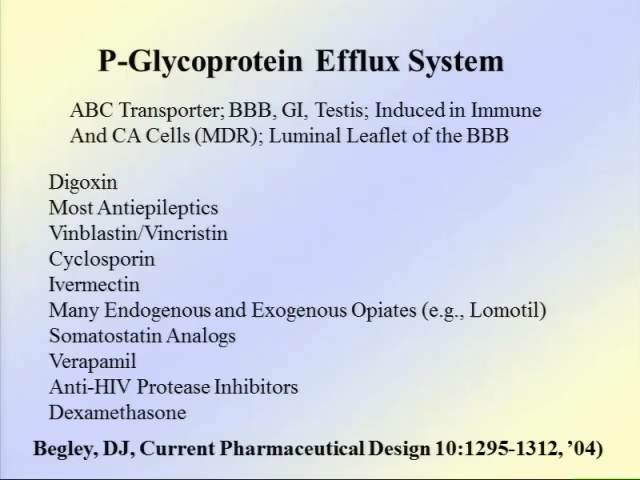 P-Glycoprotein Efflux System
ABC Transporter; BBB, GI, Testis; Induced in Immune
And CA Cells (MDR); Luminal Leaflet of the BBB
Digoxin
Most Antiepileptics
Vinblastin/Vincristin
Cyclosporin
Ivermectin
Many Endogenous and Exogenous Opiates (e.g., Lomotil)
Somatostatin Analogs
Verapamil
Anti-HIV Protease Inhibitors
Dexamethasone
Begley, DJ, Current Pharmaceutical Design 10:1295-1312, ’04)